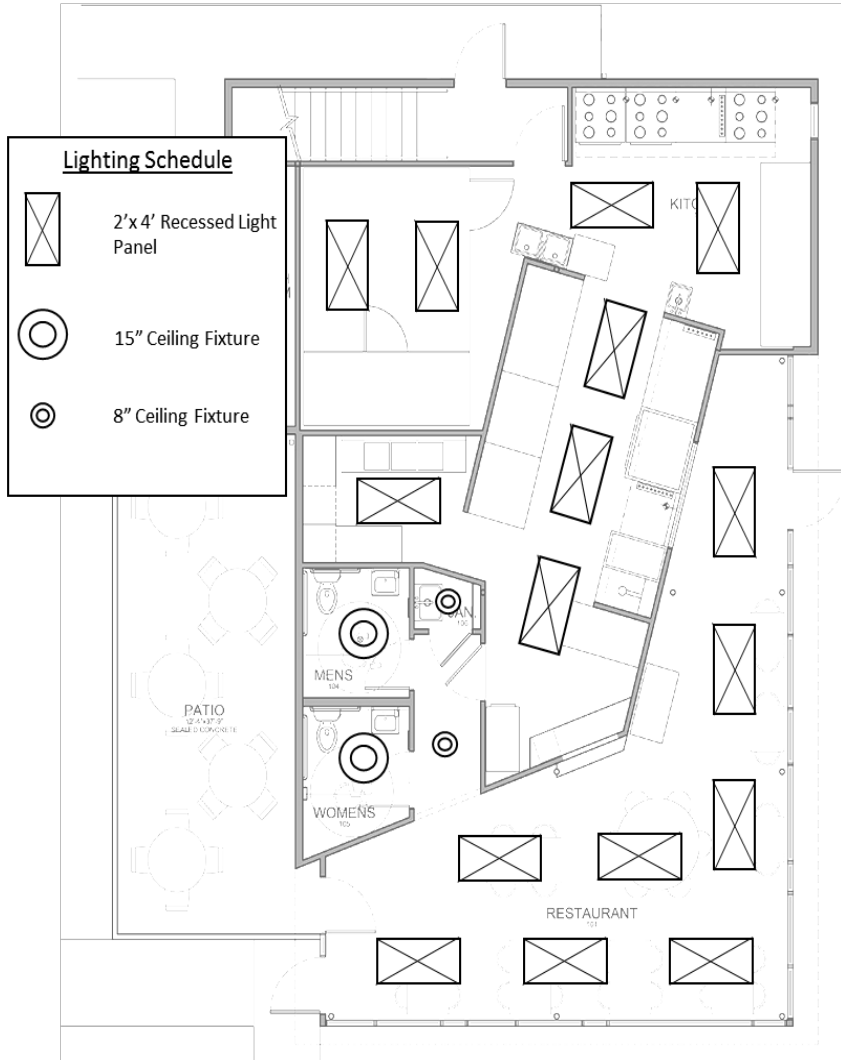 Lighting Schedule
2'x 4' Recessed Light
Panel
15" Ceiling Fixture
8" Ceiling Fixture
MENS
104
PATIO
SEALED CONCRETE
WOMENS
105
RESTAURANT
101